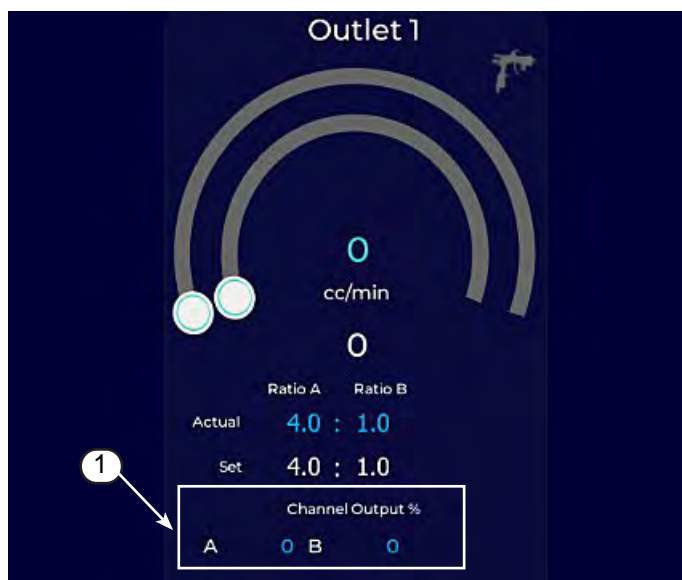 Outlet 1
0
cc/min
0
Ratio A Ratio B
Actual 4.0 : 1.0
Set 4.0 : 1.0
1
Channel Output %
A 0 B 0